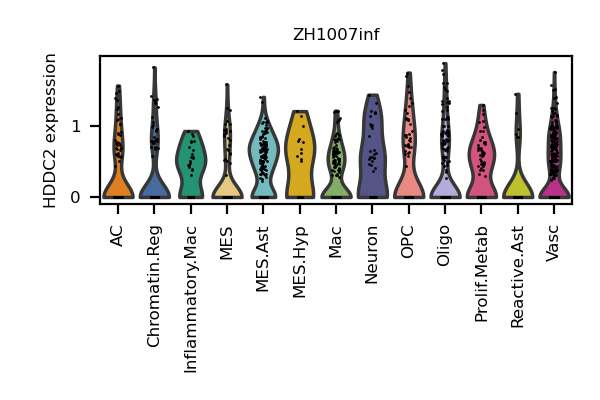 ZH1007inf
HDDC2 expression
1
0
AC
Chromatin.Reg
Inflammatory.Mac
MES
MES.Ast
MES.Hyp
Mac
Neuron
OPC
Oligo
Prolif.Metab
Reactive.Ast
Vasc